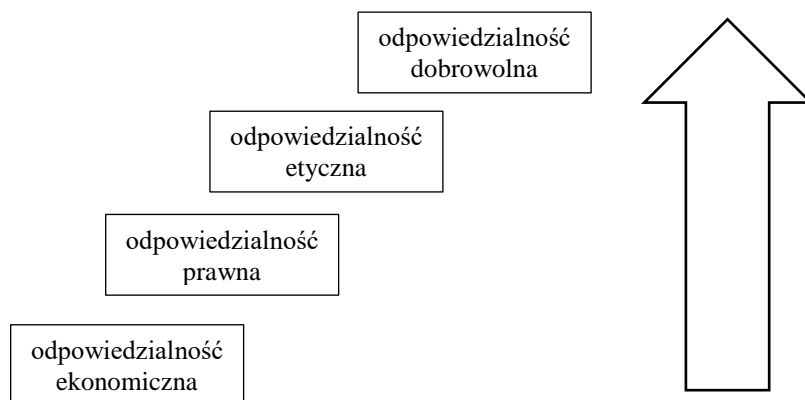 odpowiedzialność
dobrowolna
odpowiedzialność
etyczna
odpowiedzialność
prawna
odpowiedzialność
ekonomiczna